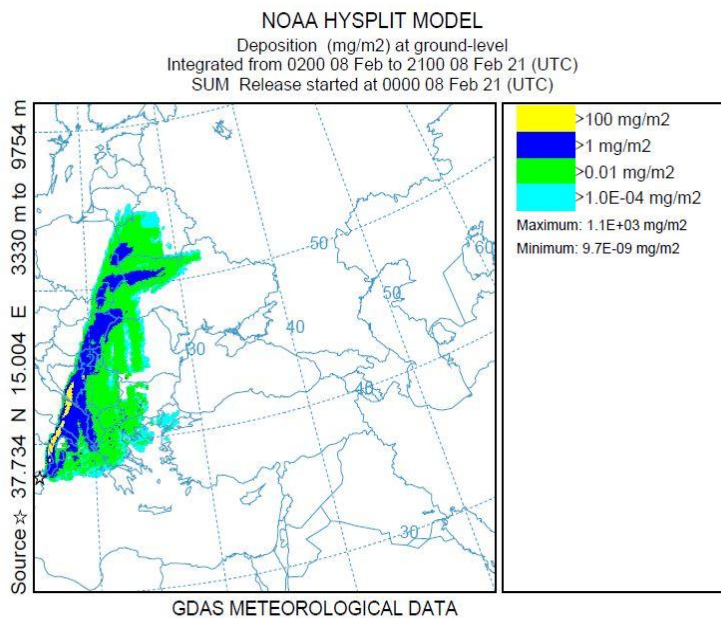 NOAA HYSPLIT MODEL
Deposition (mg/m2) at ground-level
Integrated from 0200 08 Feb to 2100 08 Feb 21 (UTC)
SUM Release started at 0000 08 Feb 21 (UTC)
Source ☆ 37.734 N 15.004 E 3330 m to 9754 m
50
60
50
40
30
40
30
>100 mg/m2
>1 mg/m2
>0.01 mg/m2
>1.0E-04 mg/m2
Maximum: 1.1E+03 mg/m2
Minimum: 9.7E-09 mg/m2
GDAS METEOROLOGICAL DATA